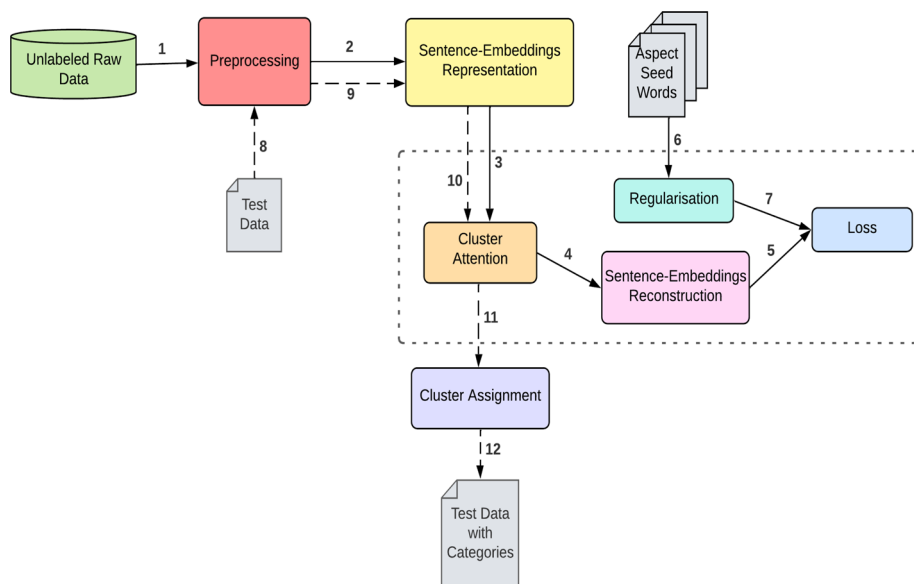 Unlabeled Raw
Data
1
Preprocessing
2
9
Sentence-Embeddings
Representation
Aspect
Seed
Words
8
Test
Data
10
3
6
Regularisation
7
Loss
Cluster
Attention
4
Sentence-Embeddings
Reconstruction
5
11
Cluster Assignment
12
Test Data
with
Categories